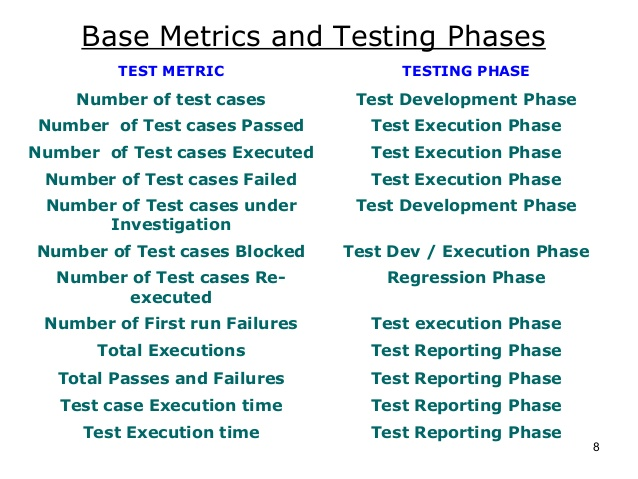 Base Metrics and Testing Phases
TEST METRIC TESTING PHASE
Number of test cases Test Development Phase
Number of Test cases Passed Test Execution Phase
Number of Test cases Executed Test Execution Phase
Number of Test cases Failed Test Execution Phase
Number of Test cases under Test Development Phase
Investigation
Number of Test cases Blocked Test Dev / Execution Phase
Number of Test cases Re- Regression Phase
executed
Number of First run Failures Test execution Phase
Total Executions Test Reporting Phase
Total Passes and Failures Test Reporting Phase
Test case Execution time Test Reporting Phase
Test Execution time Test Reporting Phase
8